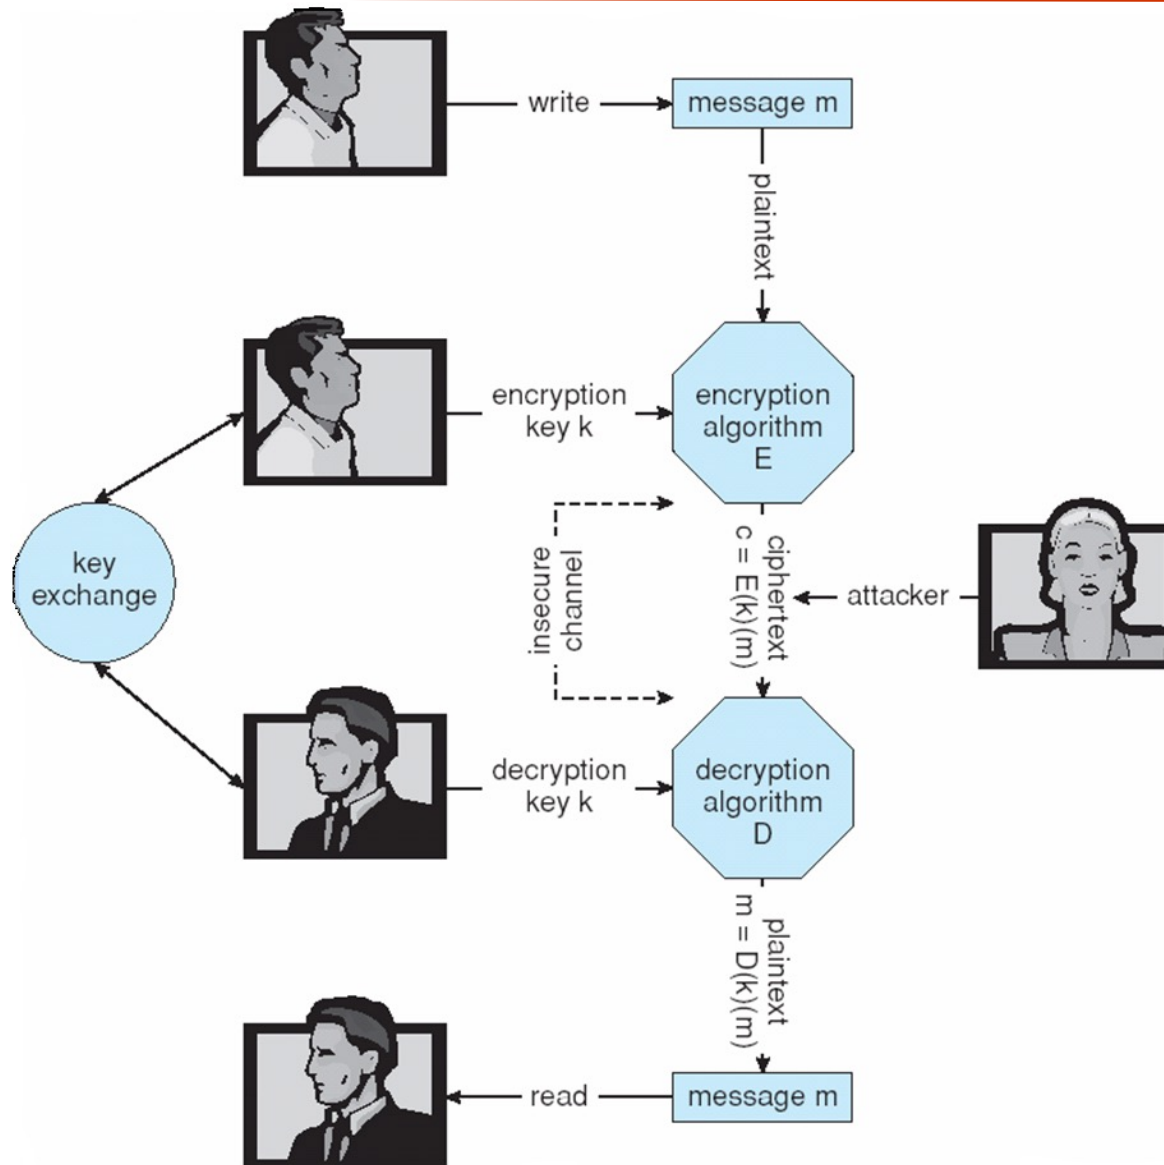 write
message m
plaintext
encryption
key k
encryption
algorithm
E
key
exchange
insecure
channel
ciphertext
c = E(k)(m)
attacker
decryption
key k
decryption
algorithm
D
plaintext
m = D(k)(m)
read
message m